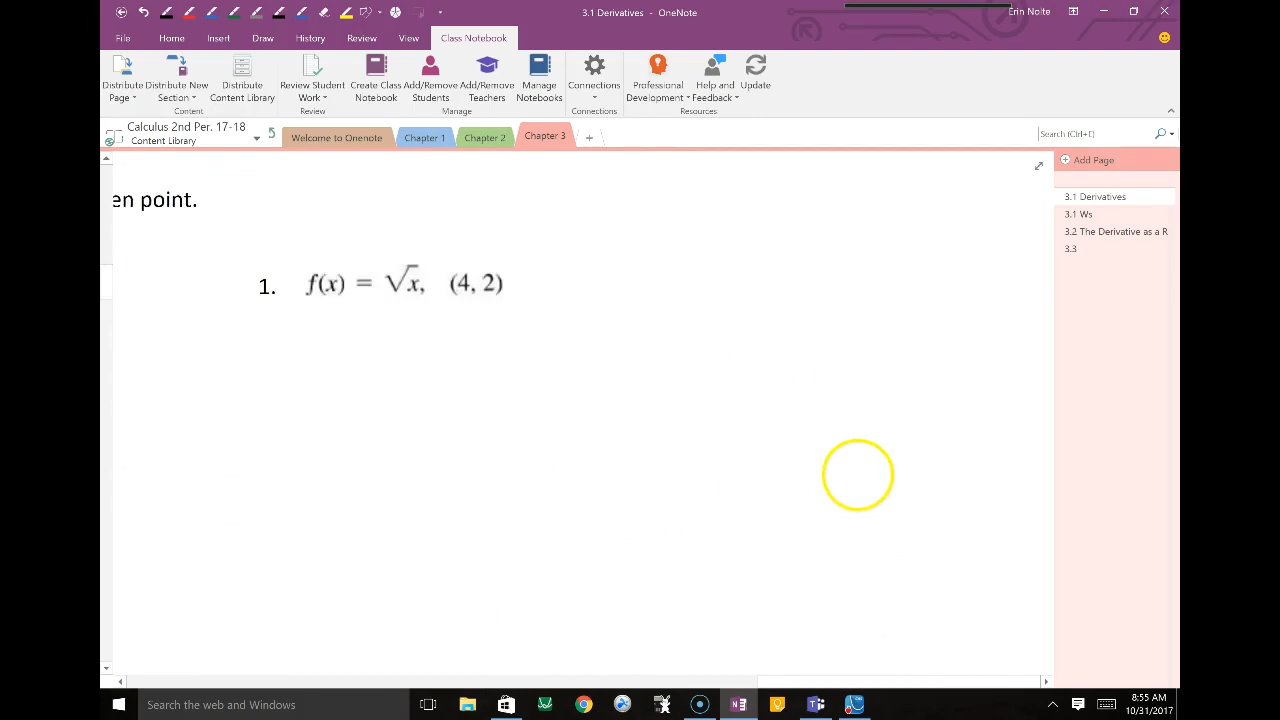 3.1 Derivatives - OneNote
Erin Nolte
File Home Insert Draw History Review View Class Notebook
Distribute Page
Distribute New Section
Distribute Content Library
Review Student Work
Create Class Notebook
Add/Remove Students
Add/Remove Teachers
Manage Notebooks
Connections
Professional Development
Help and Feedback
Update
Content Review Manage Connections Resources
Calculus 2nd Per. 17-18
Content Library
Welcome to Onenote Chapter 1 Chapter 2 Chapter 3
Search (Ctrl+E)
Add Page
3.1 Derivatives
3.1 Ws
3.2 The Derivative as a R
3.3
en point.
1. f(x) = √x, (4, 2)
Search the web and Windows
8:55 AM
10/31/2017